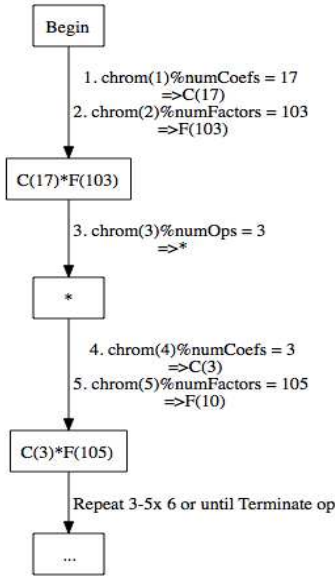 Begin
1. chrom(1)%numCoefs = 17
=>C(17)
2. chrom(2)%numFactors = 103
=>F(103)
C(17)*F(103)
3. chrom(3)%numOps = 3
=>*
*
4. chrom(4)%numCoefs = 3
=>C(3)
5. chrom(5)%numFactors = 105
=>F(10)
C(3)*F(105)
Repeat 3-5x 6 or until Terminate op
...